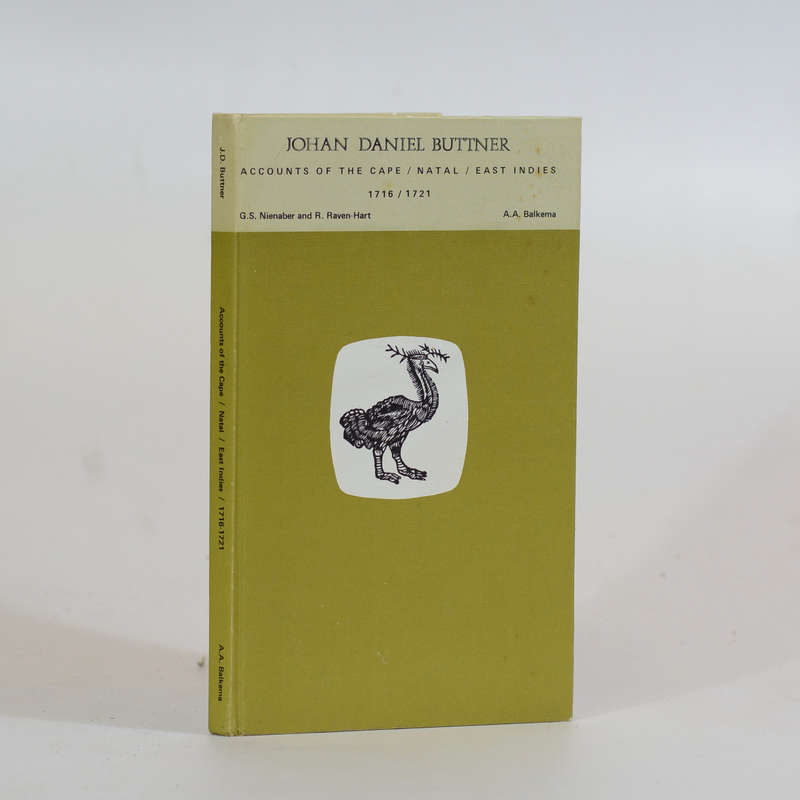 JOHAN DANIEL BUTTNER
ACCOUNTS OF THE CAPE / NATAL / EAST INDIES
1716 / 1721
G.S. Nienaber and R. Raven-Hart A.A. Balkema
J.D. Buttner
Accounts of the Cape / Natal / East Indies / 1716-1721
A.A. Balkema